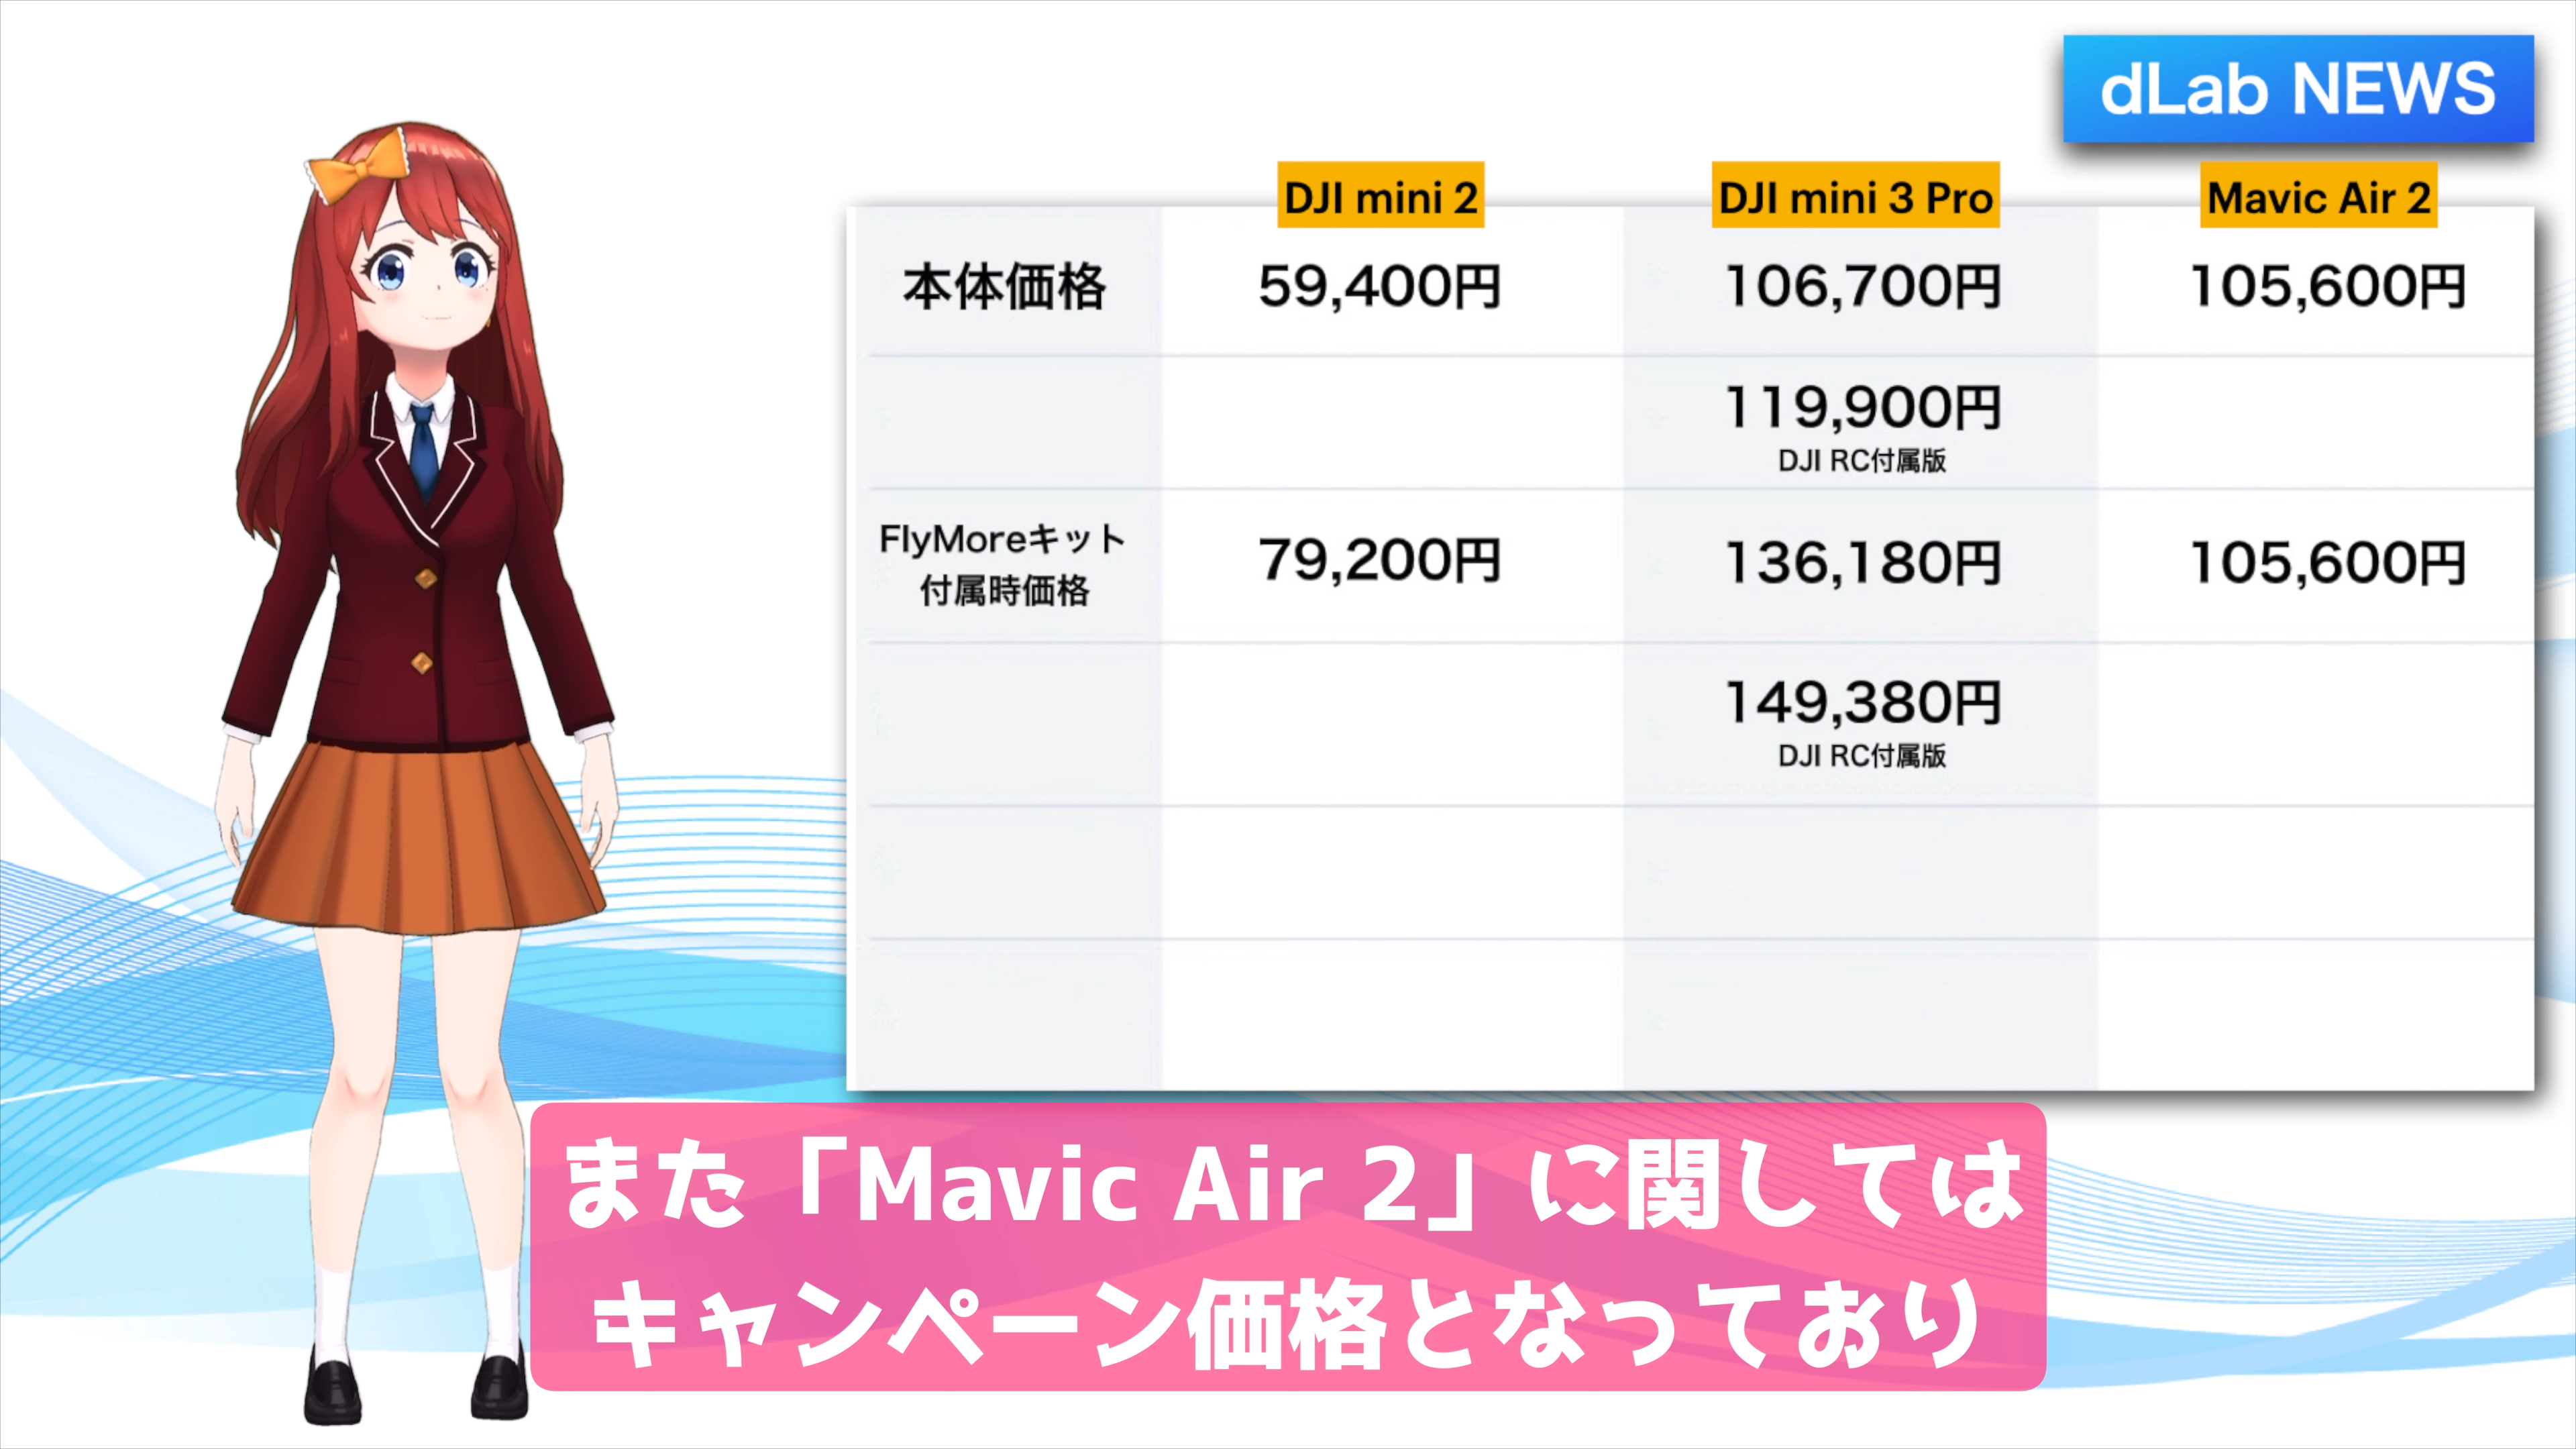 dLab NEWS
DJI mini 2
DJI mini 3 Pro
Mavic Air 2
本体価格
59,400円
106,700円
105,600円
119,900円
DJI RC付属版
FlyMoreキット
付属時価格
79,200円
136,180円
105,600円
149,380円
DJI RC付属版
また「Mavic Air 2」に関しては
キャンペーン価格となっており